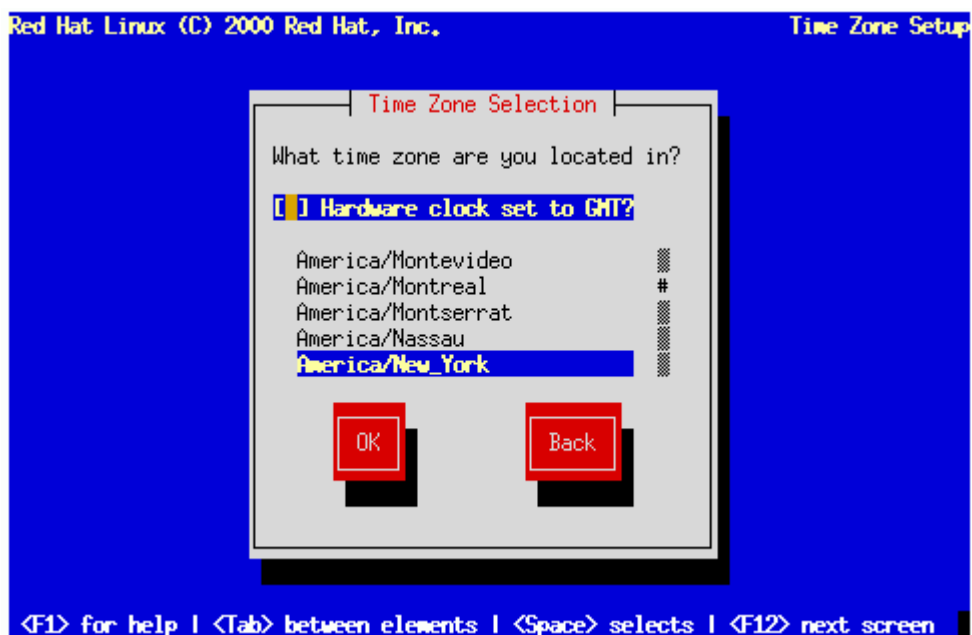 Red Hat Linux (C) 2000 Red Hat, Inc. Time Zone Setup
Time Zone Selection
What time zone are you located in?
[ ] Hardware clock set to GMT?
America/Montevideo
America/Montreal #
America/Montserrat
America/Nassau
America/New_York
OK Back
<F1> for help | <Tab> between elements | <Space> selects | <F12> next screen